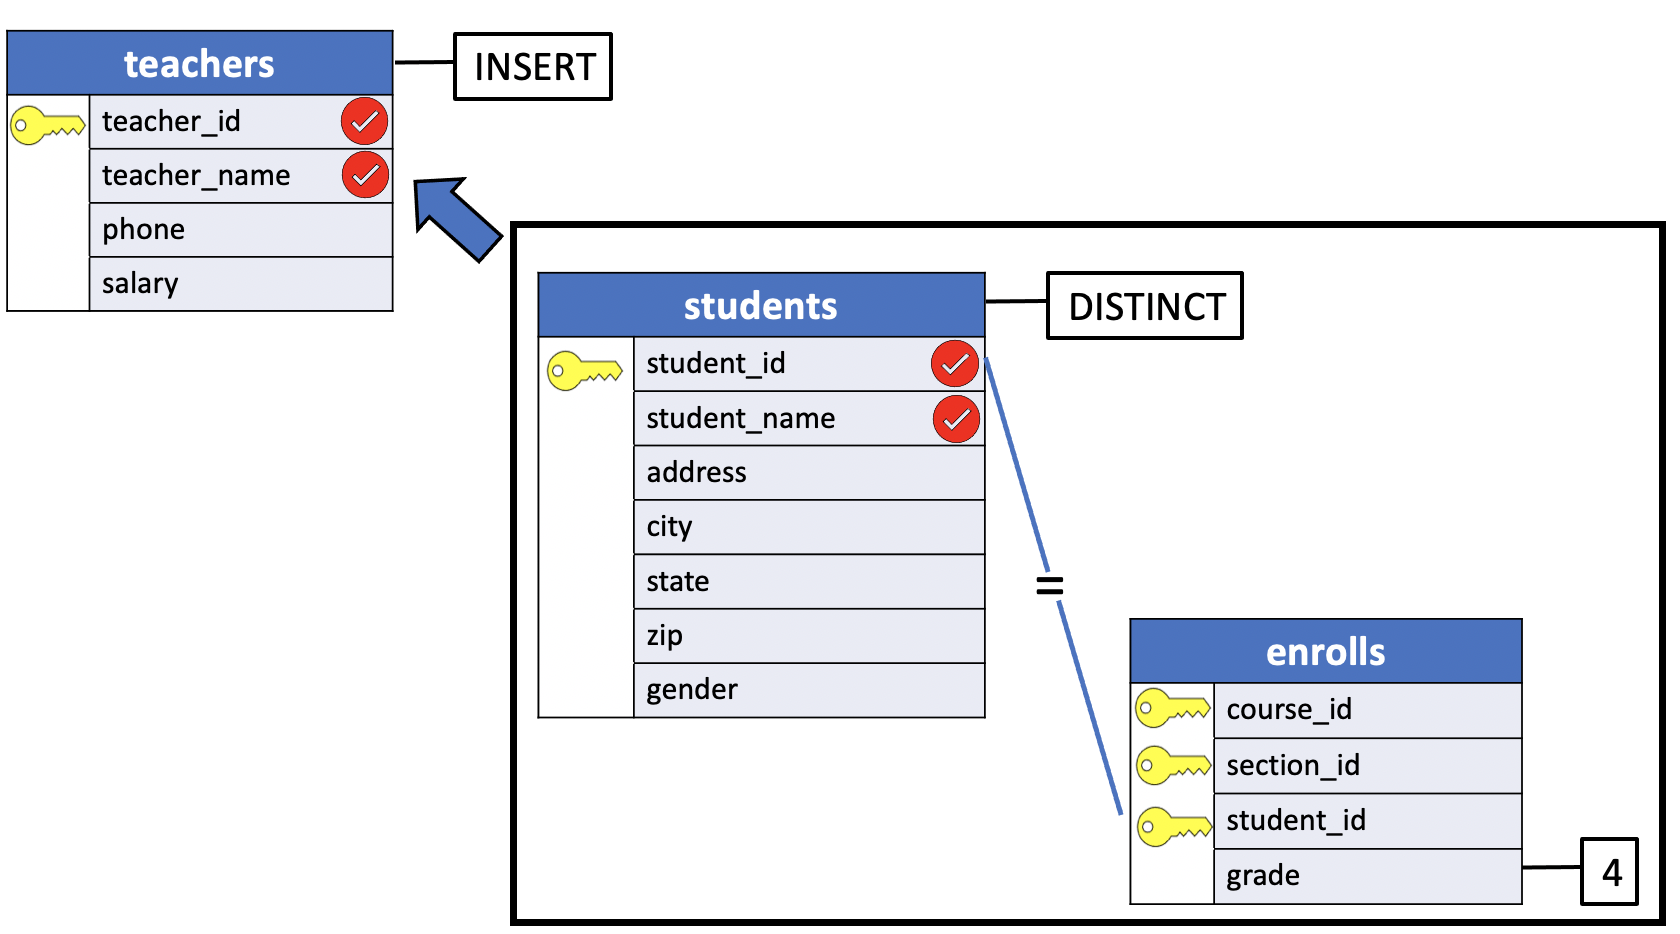 teachers
INSERT
teacher_id
teacher_name
phone
salary
students
DISTINCT
student_id
student_name
address
city
state
zip
gender
=
enrolls
course_id
section_id
student_id
grade
4